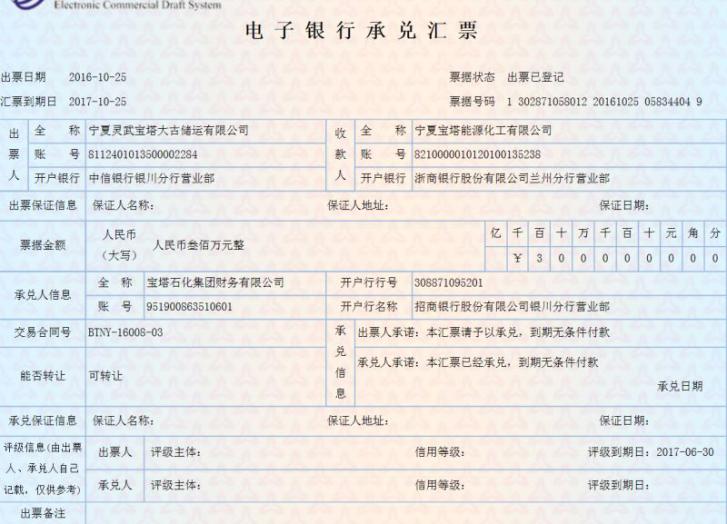 Electronic Commercial Draft System
电子银行承兑汇票
出票日期 2016-10-25 票据状态 出票已登记
汇票到期日 2017-10-25 票据号码 1 302871058012 20161025 05834404 9
出票人 全称 宁夏灵武宝塔大古储运有限公司 收款人 全称 宁夏宝塔能源化工有限公司
账号 8112401013500002284 账号 8210000010120100135238
开户银行 中信银行银川分行营业部 开户银行 浙商银行股份有限公司兰州分行营业部
出票保证信息 保证人名称: 保证人地址: 保证日期:
票据金额 人民币(大写) 人民币叁佰万元整 亿 千 百 十 万 千 百 十 元 角 分
¥ 3 0 0 0 0 0 0 0 0
承兑人信息 全称 宝塔石化集团财务有限公司 开户行行号 308871095201
账号 951900863510601 开户行名称 招商银行股份有限公司银川分行营业部
交易合同号 BTNY-16008-03 承兑信息 出票人承诺: 本汇票请予以承兑，到期无条件付款
能否转让 可转让 承兑人承诺: 本汇票已经承兑，到期无条件付款
承兑日期
承兑保证信息 保证人名称: 保证人地址: 保证日期:
评级信息(由出票人、承兑人自己记载，仅供参考) 出票人 评级主体: 信用等级: 评级到期日: 2017-06-30
承兑人 评级主体: 信用等级: 评级到期日:
出票备注